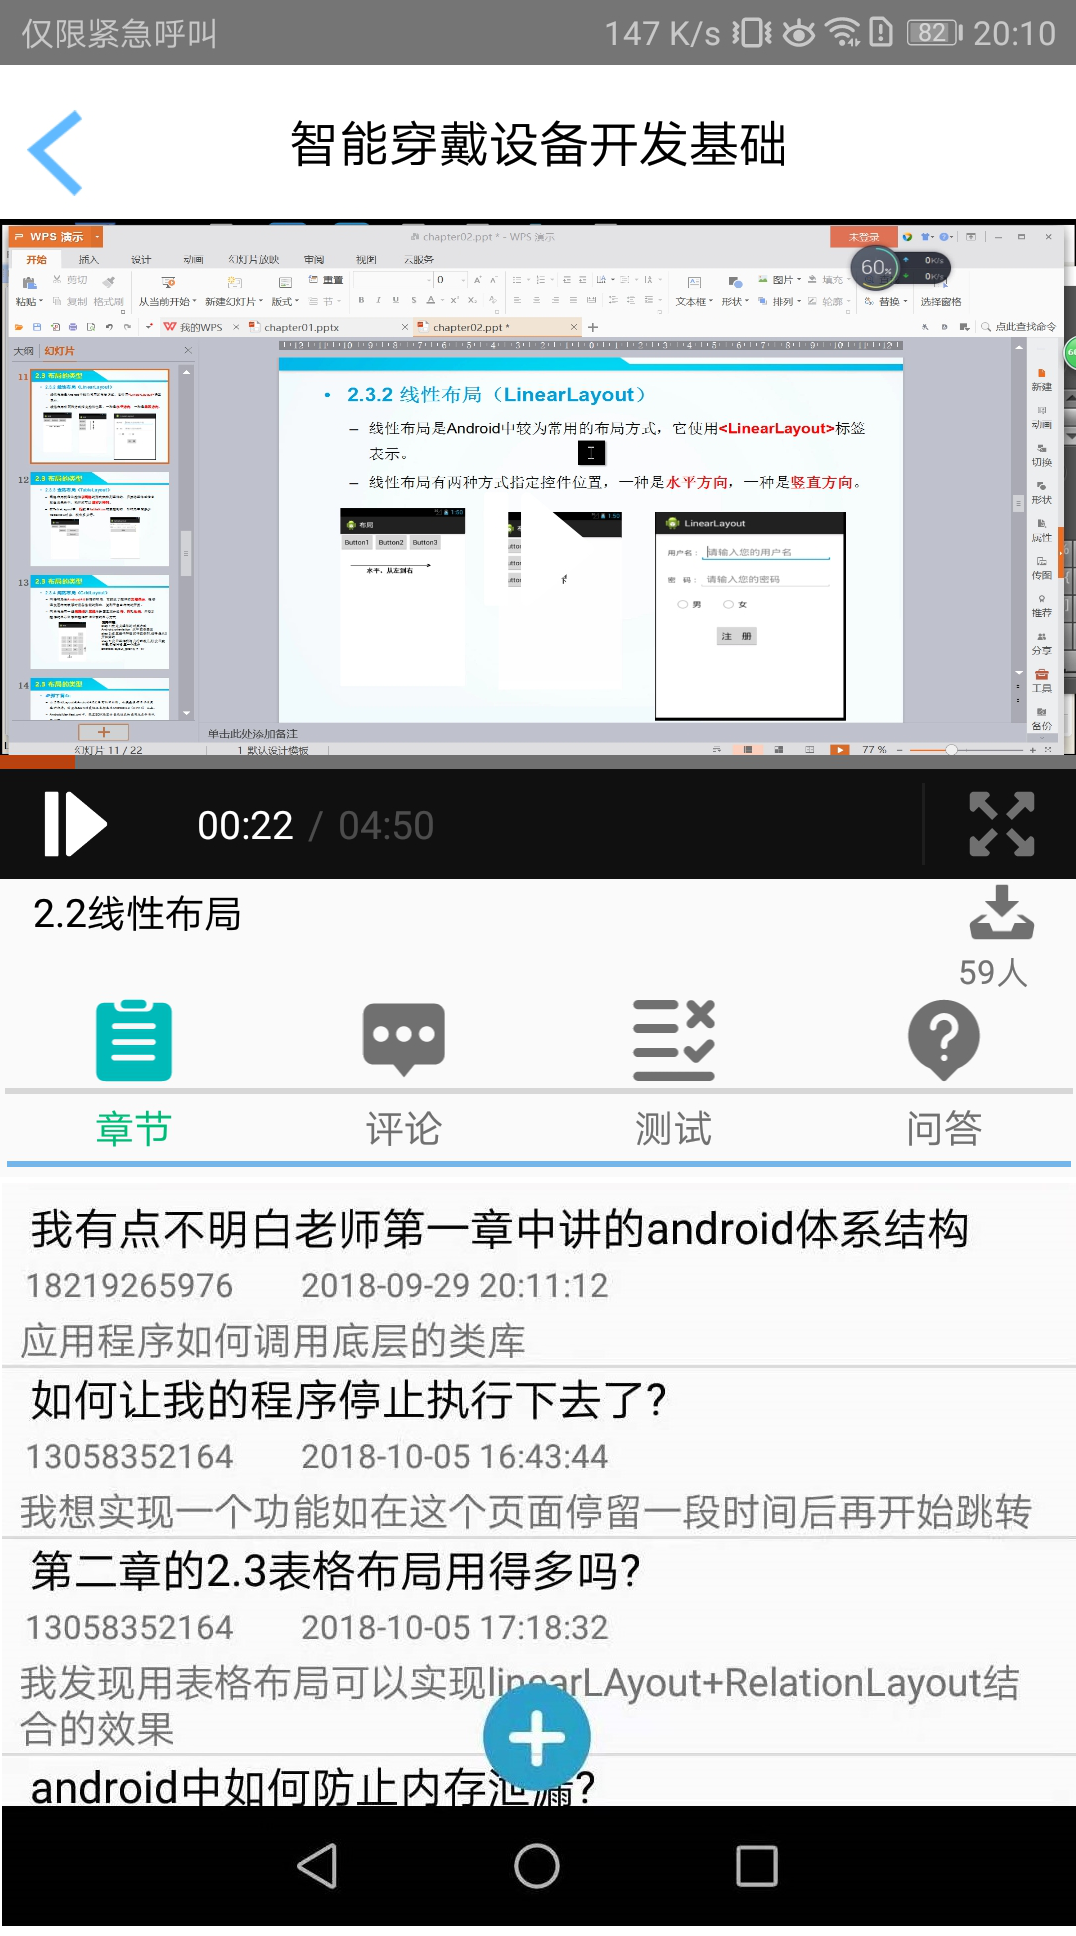 仅限紧急呼叫
147 K/s 82 20:10
智能穿戴设备开发基础
WPS 演示
chapter02.ppt * - WPS 演示
未登录
开始 插入 设计 动画 幻灯片放映 审阅 视图 云服务
60%
0K/s
0K/s
剪切
重置
0
图片
填充
粘贴 复制 格式刷 从当前开始 新建幻灯片 版式 节
文本框 形状 排列 轮廓 替换 选择窗格
我的WPS chapter01.pptx chapter02.ppt * 点此查找命令
大纲 幻灯片
11
12
13
14
2.3.2 线性布局（LinearLayout）
– 线性布局是Android中较为常用的布局方式，它使用<LinearLayout>标签
表示。
– 线性布局有两种方式指定控件位置，一种是水平方向，一种是竖直方向。
布局
1:50
Button1 Button2 Button3
水平，从左到右
1:50
LinearLayout
用户名： 请输入您的用户名
密 码： 请输入您的密码
男 女
注 册
新建
动画
切换
形状
属性
传图
推荐
分享
工具
备份
单击此处添加备注
幻灯片 11 / 22 1_默认设计模板 77 %
00:22 / 04:50
2.2线性布局
59人
章节 评论 测试 问答
我有点不明白老师第一章中讲的android体系结构
18219265976 2018-09-29 20:11:12
应用程序如何调用底层的类库
如何让我的程序停止执行下去了?
13058352164 2018-10-05 16:43:44
我想实现一个功能如在这个页面停留一段时间后再开始跳转
第二章的2.3表格布局用得多吗?
13058352164 2018-10-05 17:18:32
我发现用表格布局可以实现linearLAyout+RelationLayout结
合的效果
android中如何防止内存泄漏?